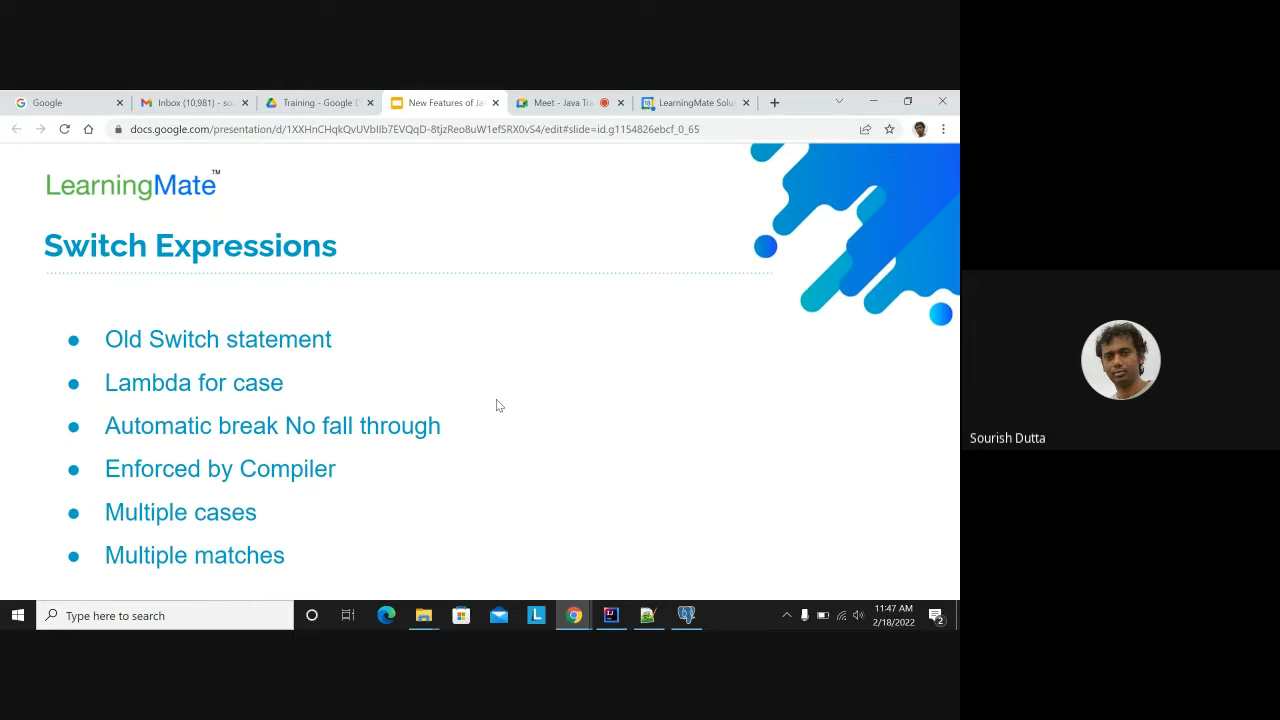 Google
Inbox (10,981) - so
Training - Google D
New Features of Ja
Meet - Java Tra
LearningMate Solu
docs.google.com/presentation/d/1XXHnCHqkQvUVbIIb7EVQqD-8tjzReo8uW1efSRX0vS4/edit#slide=id.g1154826ebcf_0_65
LearningMate™
Switch Expressions
● Old Switch statement
● Lambda for case
● Automatic break No fall through
● Enforced by Compiler
● Multiple cases
● Multiple matches
Sourish Dutta
Type here to search
11:47 AM
2/18/2022
2